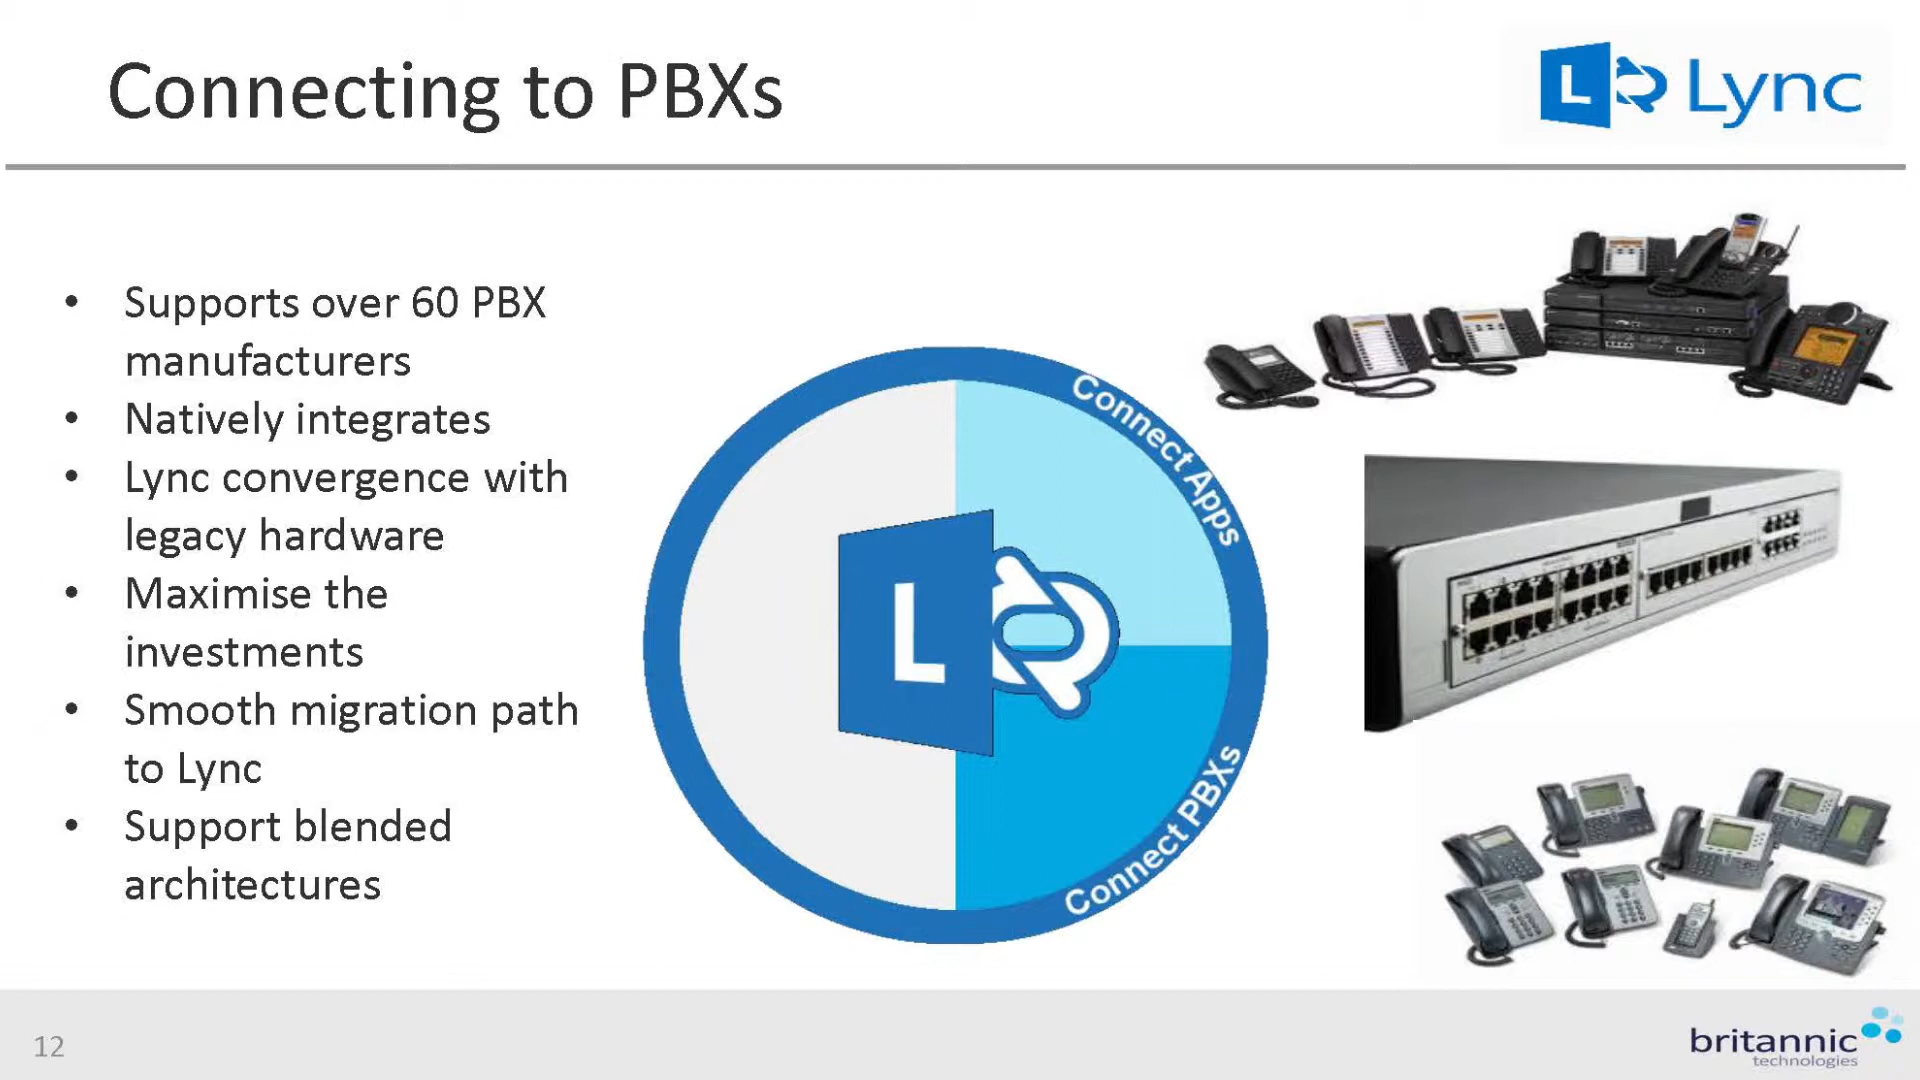 Connecting to PBXs
L Lync
• Supports over 60 PBX
manufacturers
• Natively integrates
• Lync convergence with
legacy hardware
• Maximise the
investments
• Smooth migration path
to Lync
• Support blended
architectures
Connect Apps
L
Connect PBXs
12
britannic
technologies